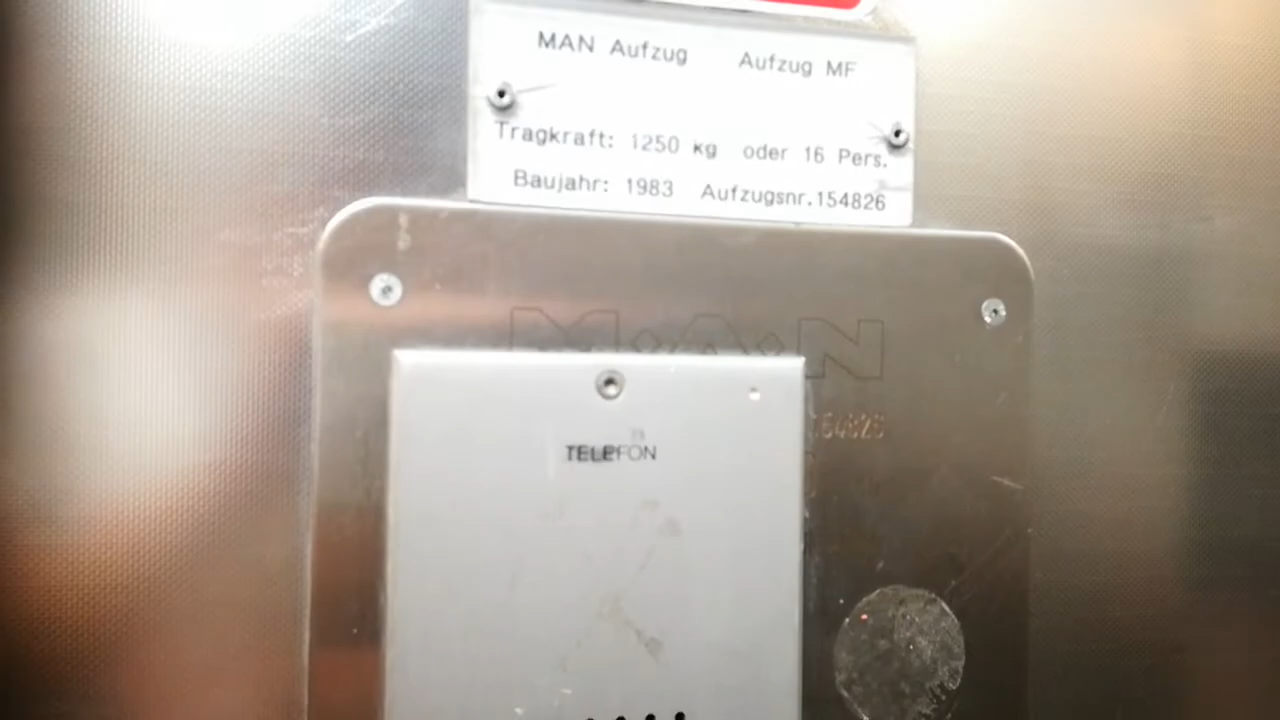 MAN Aufzug Aufzug MF
Tragkraft: 1250 kg oder 16 Pers.
Baujahr: 1983 Aufzugsnr.154826
M·A·N
154826
TELEFON